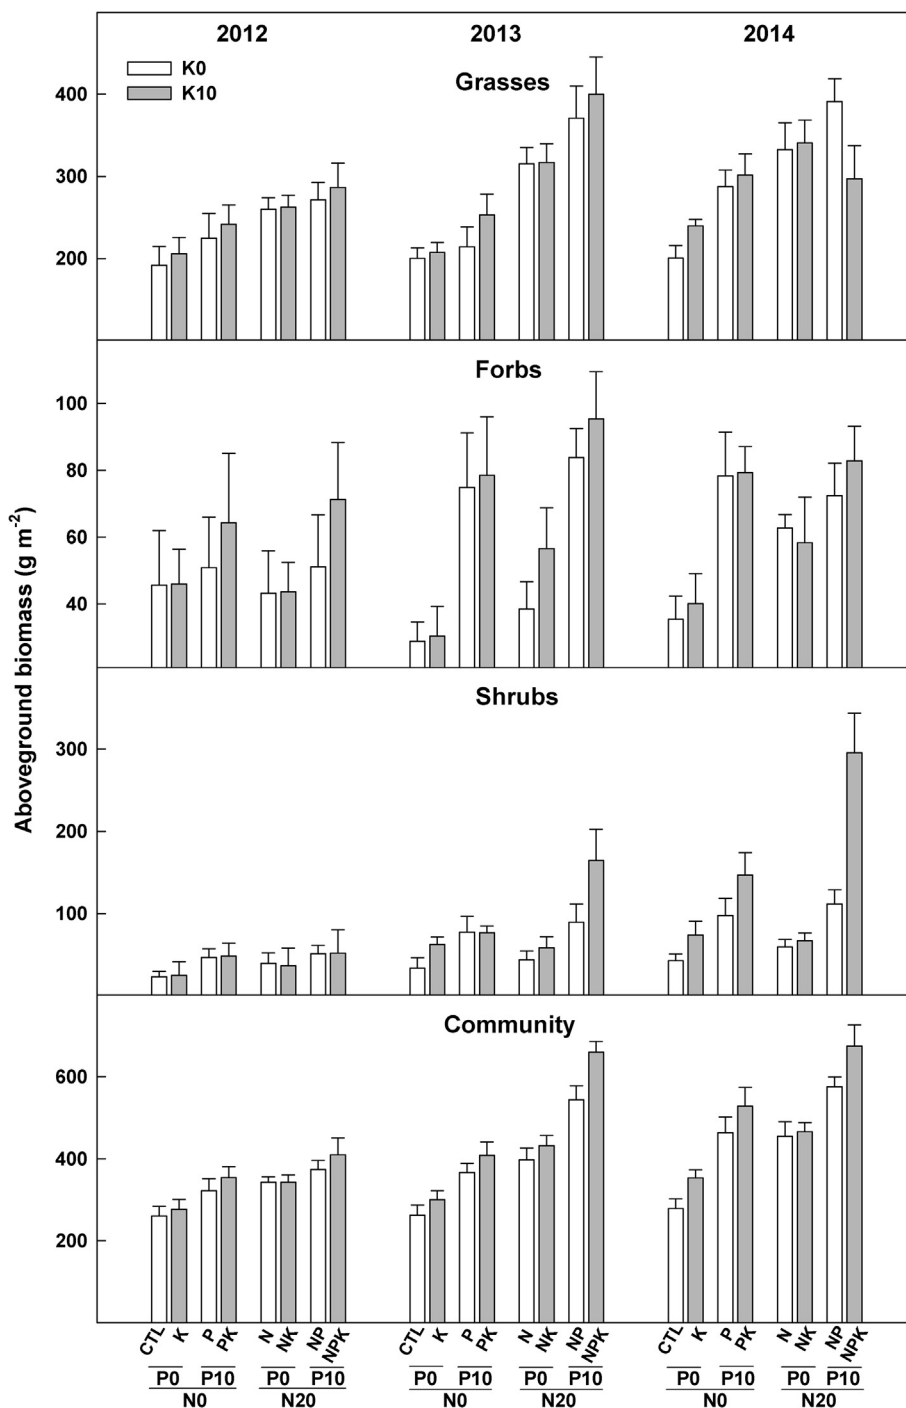 2012 2013 2014
K0
K10
Grasses
400
300
200
Forbs
100
80
60
40
Shrubs
300
200
100
Community
600
400
200
Aboveground biomass (g m⁻²)
CTL K P PK N NK NP NPK CTL K P PK N NK NP NPK CTL K P PK N NK NP NPK
P0 P10 P0 P10 P0 P10 P0 P10 P0 P10 P0 P10
N0 N20 N0 N20 N0 N20